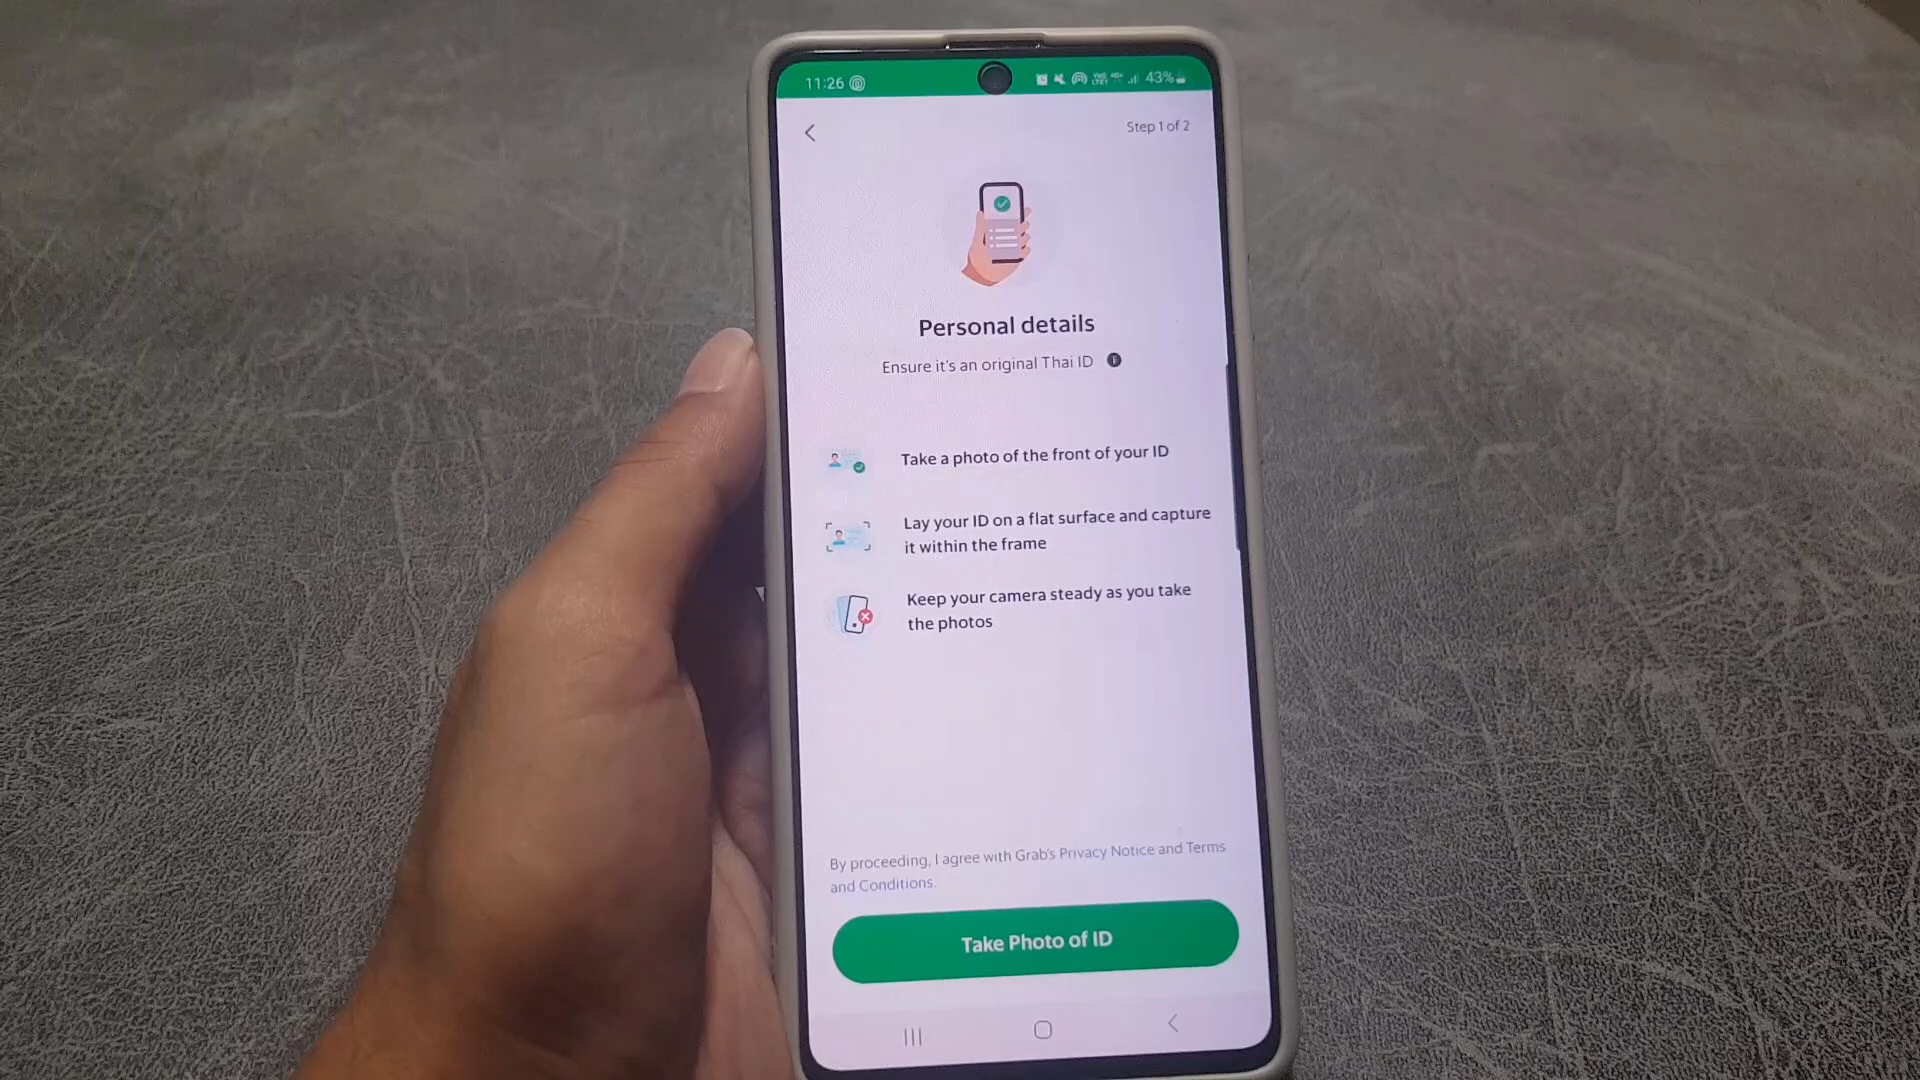 11:26 43%
Step 1 of 2
Personal details
Ensure it's an original Thai ID
Take a photo of the front of your ID
Lay your ID on a flat surface and capture
it within the frame
Keep your camera steady as you take
the photos
By proceeding, I agree with Grab's Privacy Notice and Terms
and Conditions.
Take Photo of ID